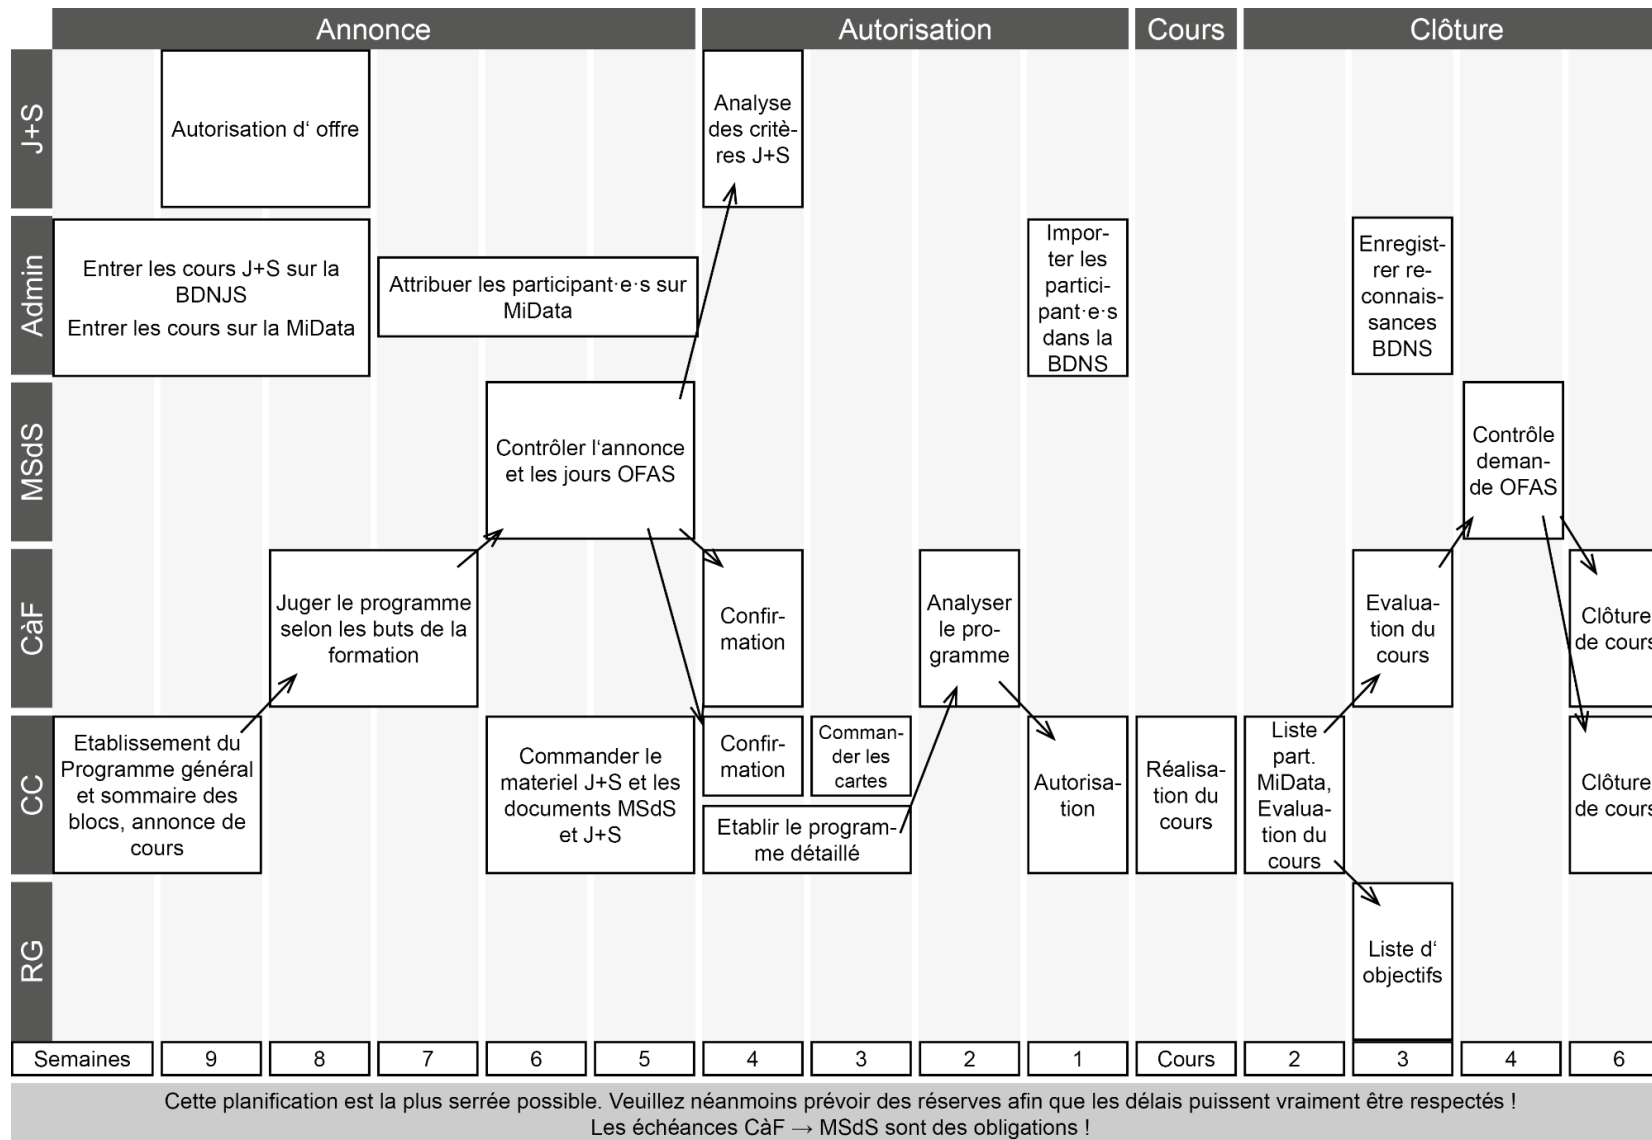 Annonce
Autorisation
Cours
Clôture
J+S
Autorisation d‘ offre
Analyse
des critè-
res J+S
Admin
Entrer les cours J+S sur la
BDNJS
Entrer les cours sur la MiData
Attribuer les participant·e·s sur
MiData
Impor-
ter les
partici-
pant·e·s
dans la
BDNS
Enregist-
rer re-
connais-
sances
BDNS
MSdS
Contrôler l‘annonce
et les jours OFAS
Contrôle
deman-
de OFAS
CàF
Juger le programme
selon les buts de la
formation
Confir-
mation
Analyser
le pro-
gramme
Evalua-
tion du
cours
Clôture
de cours
CC
Etablissement du
Programme général
et sommaire des
blocs, annonce de
cours
Commander le
materiel J+S et les
documents MSdS
et J+S
Confir-
mation
Comman-
der les
cartes
Etablir le program-
me détaillé
Autorisa-
tion
Réalisa-
tion du
cours
Liste
part.
MiData,
Evalua-
tion du
cours
Clôture
de cours
RG
Liste d‘
objectifs
Semaines
9
8
7
6
5
4
3
2
1
Cours
2
3
4
6
Cette planification est la plus serrée possible. Veuillez néanmoins prévoir des réserves afin que les délais puissent vraiment être respectés !
Les échéances CàF → MSdS sont des obligations !